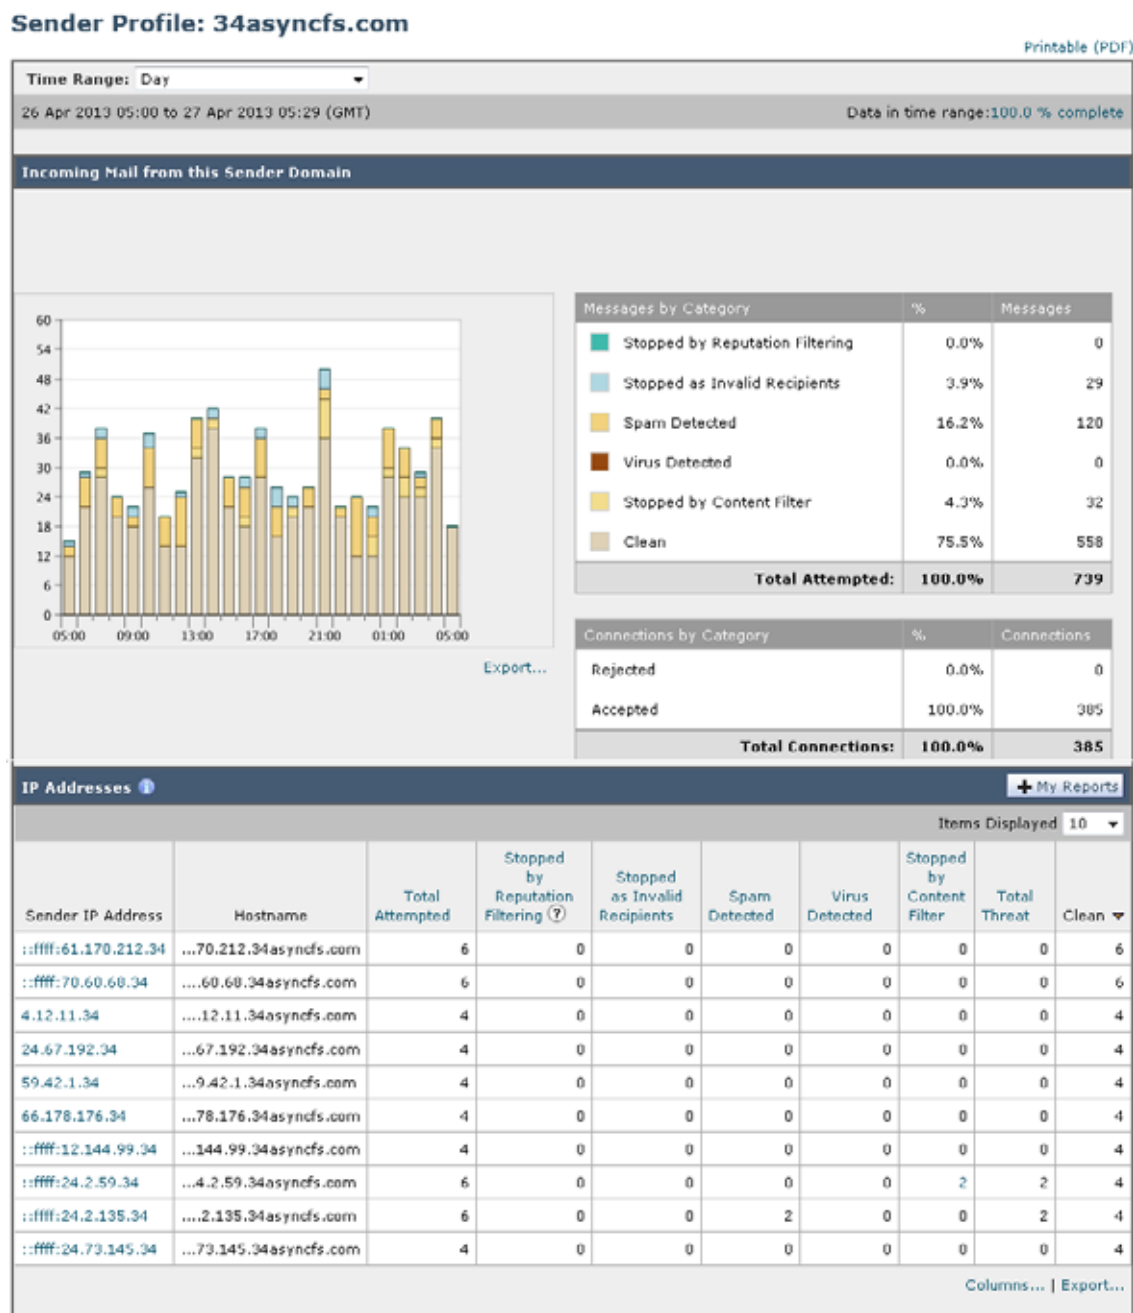 Sender Profile: 34asyncfs.com
Printable (PDF)
Time Range: Day
26 Apr 2013 05:00 to 27 Apr 2013 05:29 (GMT)
Data in time range:100.0 % complete
Incoming Mail from this Sender Domain
60
54
48
42
36
30
24
18
12
6
0
05:00 09:00 13:00 17:00 21:00 01:00 05:00
Export...
Messages by Category % Messages
Stopped by Reputation Filtering 0.0% 0
Stopped as Invalid Recipients 3.9% 29
Spam Detected 16.2% 120
Virus Detected 0.0% 0
Stopped by Content Filter 4.3% 32
Clean 75.5% 558
Total Attempted: 100.0% 739
Connections by Category % Connections
Rejected 0.0% 0
Accepted 100.0% 385
Total Connections: 100.0% 385
IP Addresses
My Reports
Items Displayed 10
Sender IP Address Hostname Total Attempted Stopped by Reputation Filtering (?) Stopped as Invalid Recipients Spam Detected Virus Detected Stopped by Content Filter Total Threat Clean
::ffff:61.170.212.34 ...70.212.34asyncfs.com 6 0 0 0 0 0 0 6
::ffff:70.60.68.34 ....60.68.34asyncfs.com 6 0 0 0 0 0 0 6
4.12.11.34 ....12.11.34asyncfs.com 4 0 0 0 0 0 0 4
24.67.192.34 ...67.192.34asyncfs.com 4 0 0 0 0 0 0 4
59.42.1.34 ...9.42.1.34asyncfs.com 4 0 0 0 0 0 0 4
66.178.176.34 ...78.176.34asyncfs.com 4 0 0 0 0 0 0 4
::ffff:12.144.99.34 ...144.99.34asyncfs.com 4 0 0 0 0 0 0 4
::ffff:24.2.59.34 ...4.2.59.34asyncfs.com 6 0 0 0 0 2 2 4
::ffff:24.2.135.34 ....2.135.34asyncfs.com 6 0 0 2 0 0 2 4
::ffff:24.73.145.34 ...73.145.34asyncfs.com 4 0 0 0 0 0 0 4
Columns... | Export...